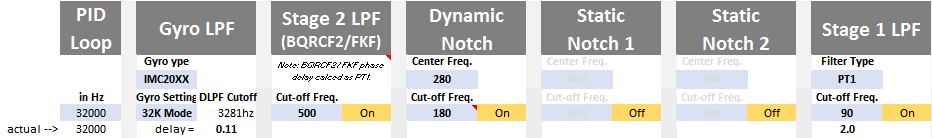 PID Loop
Gyro LPF
Stage 2 LPF (BQRCF2/FKF)
Dynamic Notch
Static Notch 1
Static Notch 2
Stage 1 LPF
Gyro ype
Note: BGRCF2/FKF phase delay calced as PT1.
Center Freq.
Center Freq.
Center Freq.
Filter Type
IMC20XX
280
400
200
PT1
in Hz
Gyro Setting
DLPF Cutoff
Cut-off Freq.
Cut-off Freq.
Cut-off Freq.
Cut-off Freq.
Cut-off Freq.
32000
32K Mode
3281hz
500
On
180
On
300
Off
100
Off
90
On
actual -->
32000
delay =
0.11
2.0